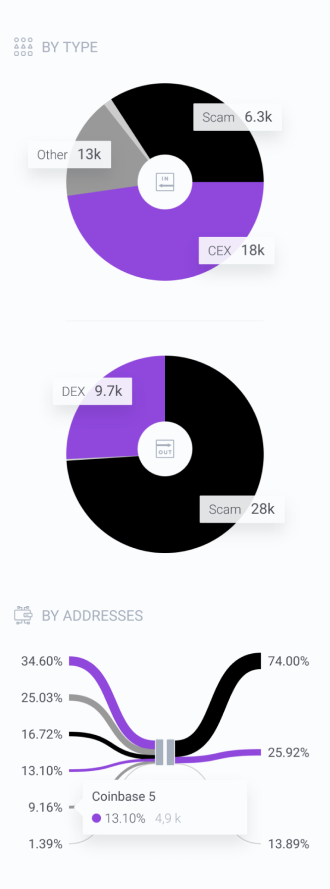 BY TYPE
Scam 6.3k
Other 13k
IN
CEX 18k
DEX 9.7k
OUT
Scam 28k
BY ADDRESSES
34.60% 74.00%
25.03%
16.72%
25.92%
13.10%
Coinbase 5
9.16%
13.10% 4,9 k
1.39% 13.89%